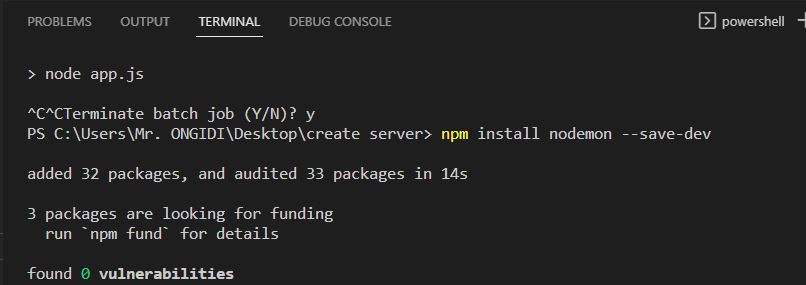 PROBLEMS OUTPUT TERMINAL DEBUG CONSOLE powershell
> node app.js
^C^CTerminate batch job (Y/N)? y
PS C:\Users\Mr. ONGIDI\Desktop\create server> npm install nodemon --save-dev
added 32 packages, and audited 33 packages in 14s
3 packages are looking for funding
run `npm fund` for details
found 0 vulnerabilities